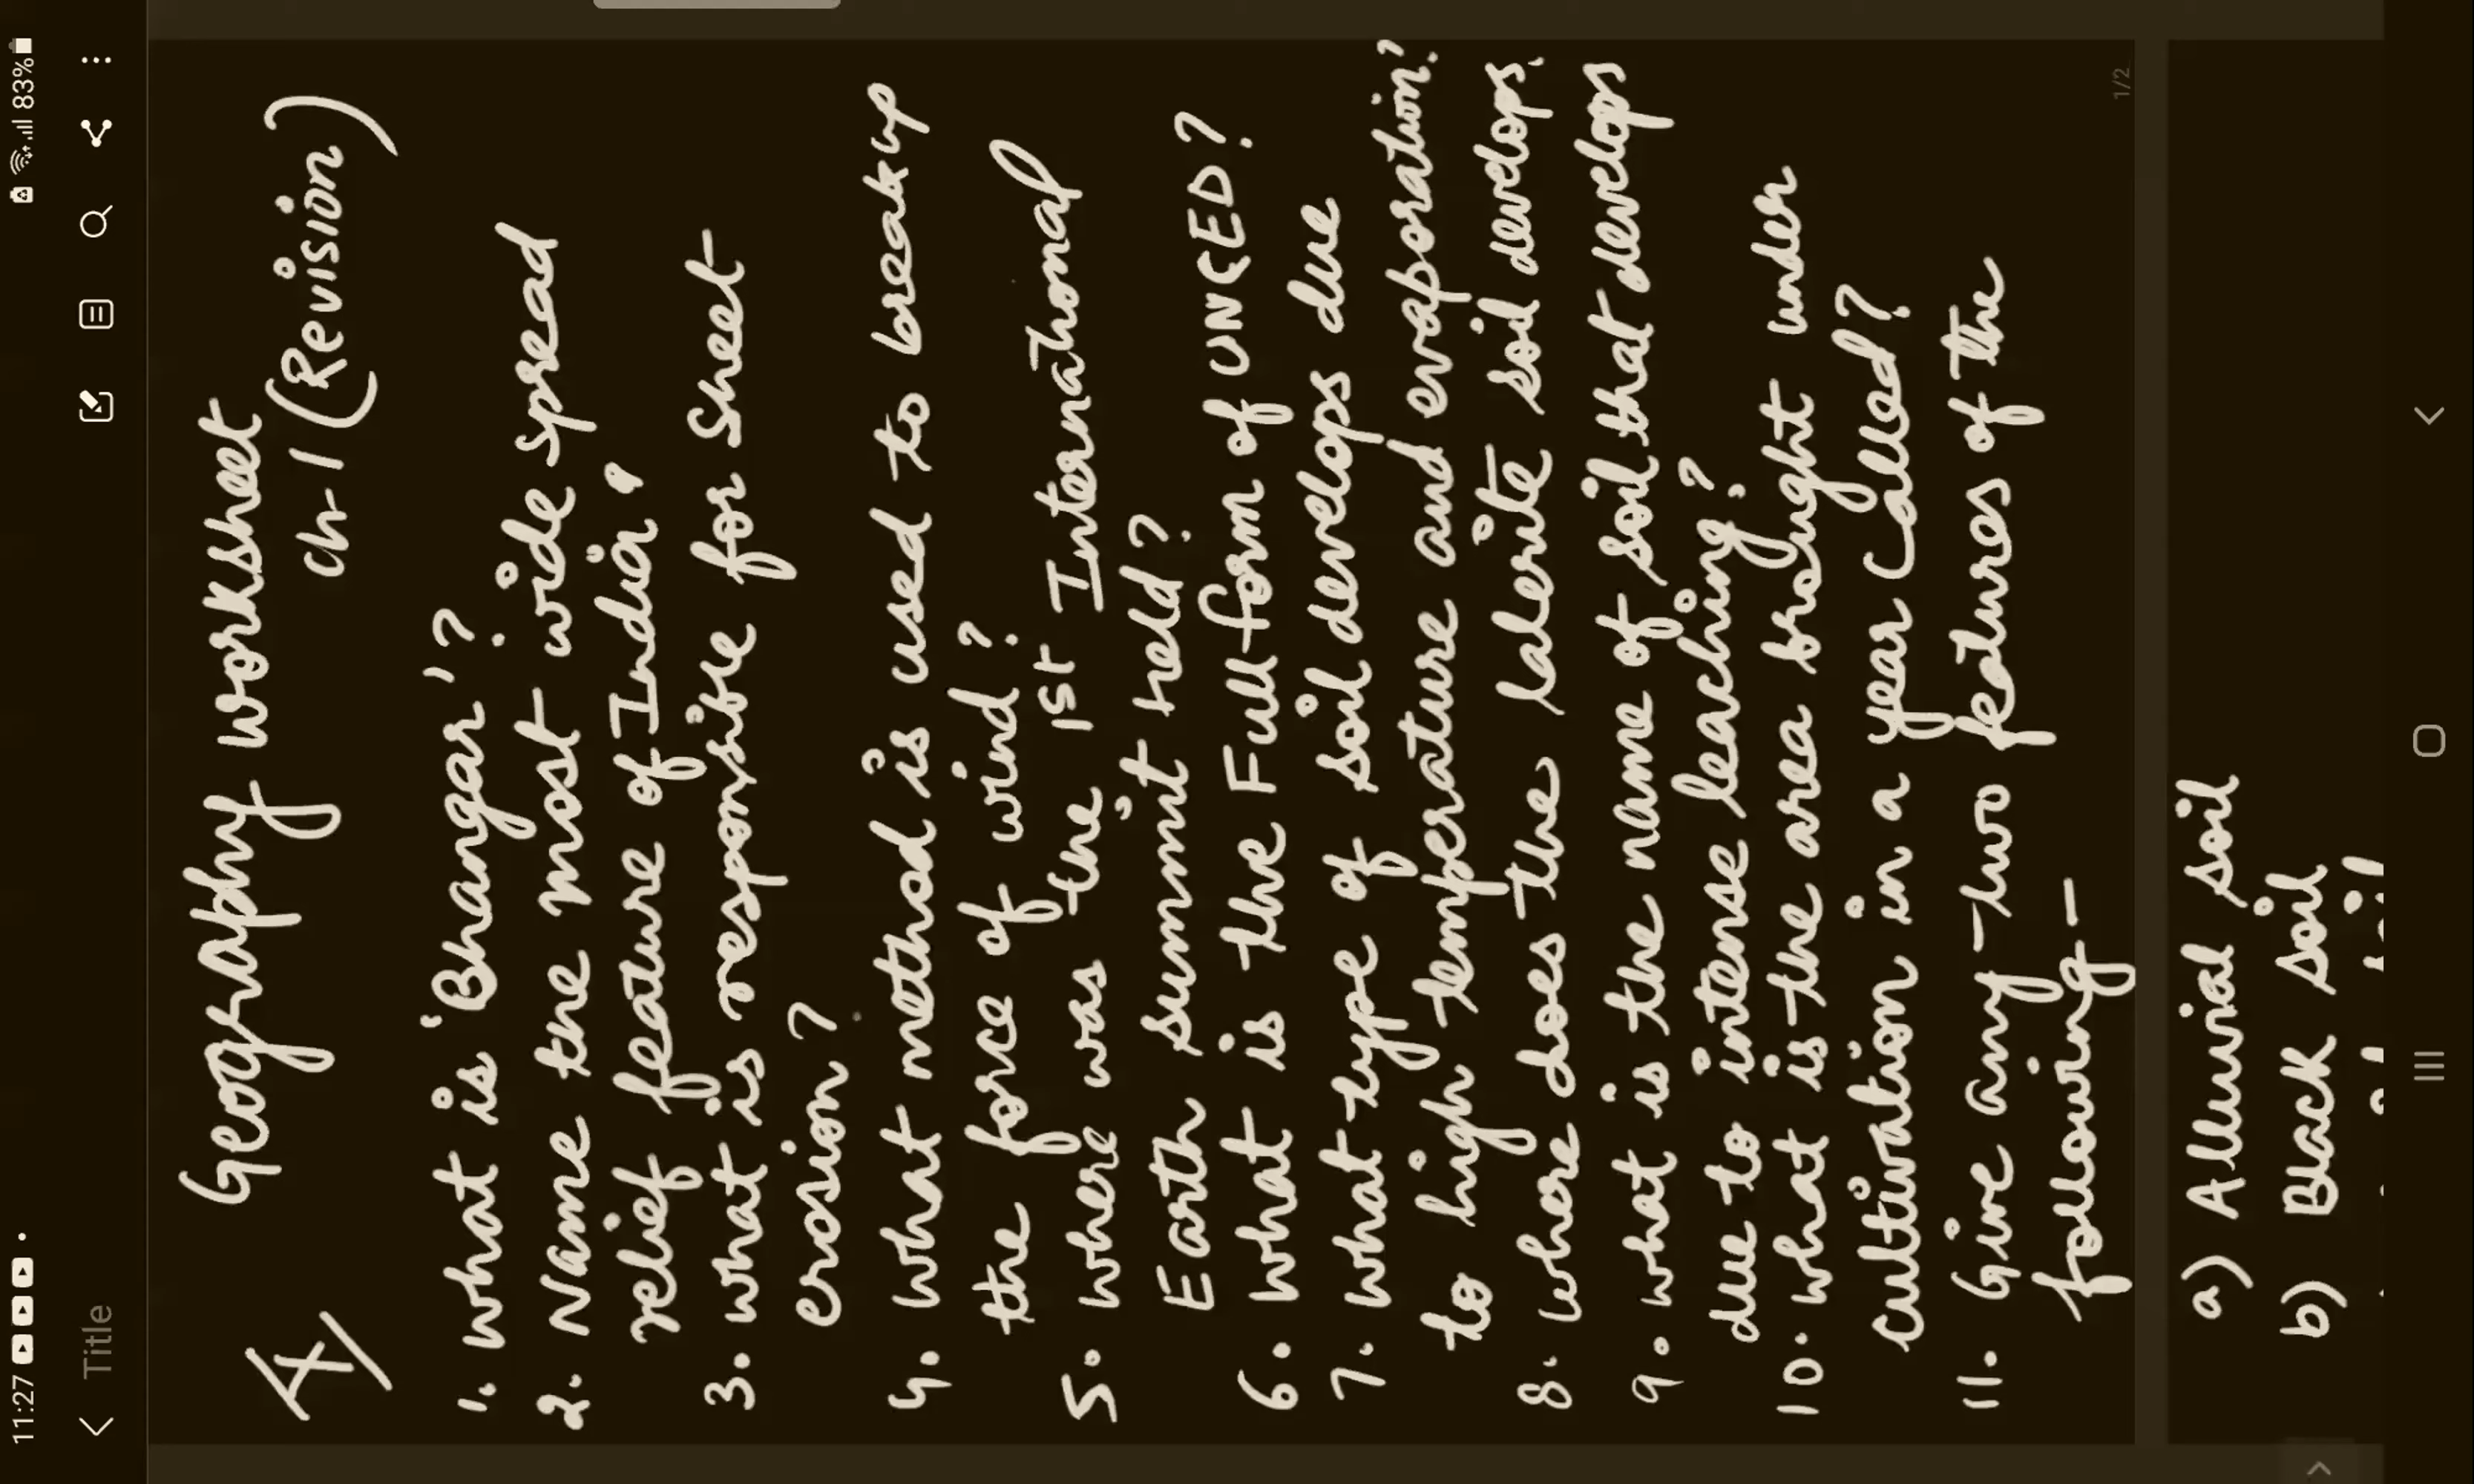 11:27
83%
Title
Geography worksheet
A/
Ch-1 (Revision)
1. what is 'Bhangar'?
2. Name the most wide spread
relief feature of India?
3. what is responsible for Sheet
erosion?
4. what method is used to breakup
the force of wind?
5. where was the 1st International
Earth summit held?
6. what is the Full-form of UNCED?
7. what type of soil develops due
to high temperature and evaporation?
8. where does the laterite soil develops?
9. what is the name of soil that develops
due to intense leaching?
10. what is the area brought under
cultivation in a year called?
11. Give any two features of the
following-
1/2
a) Alluvial soil
b) Black soil